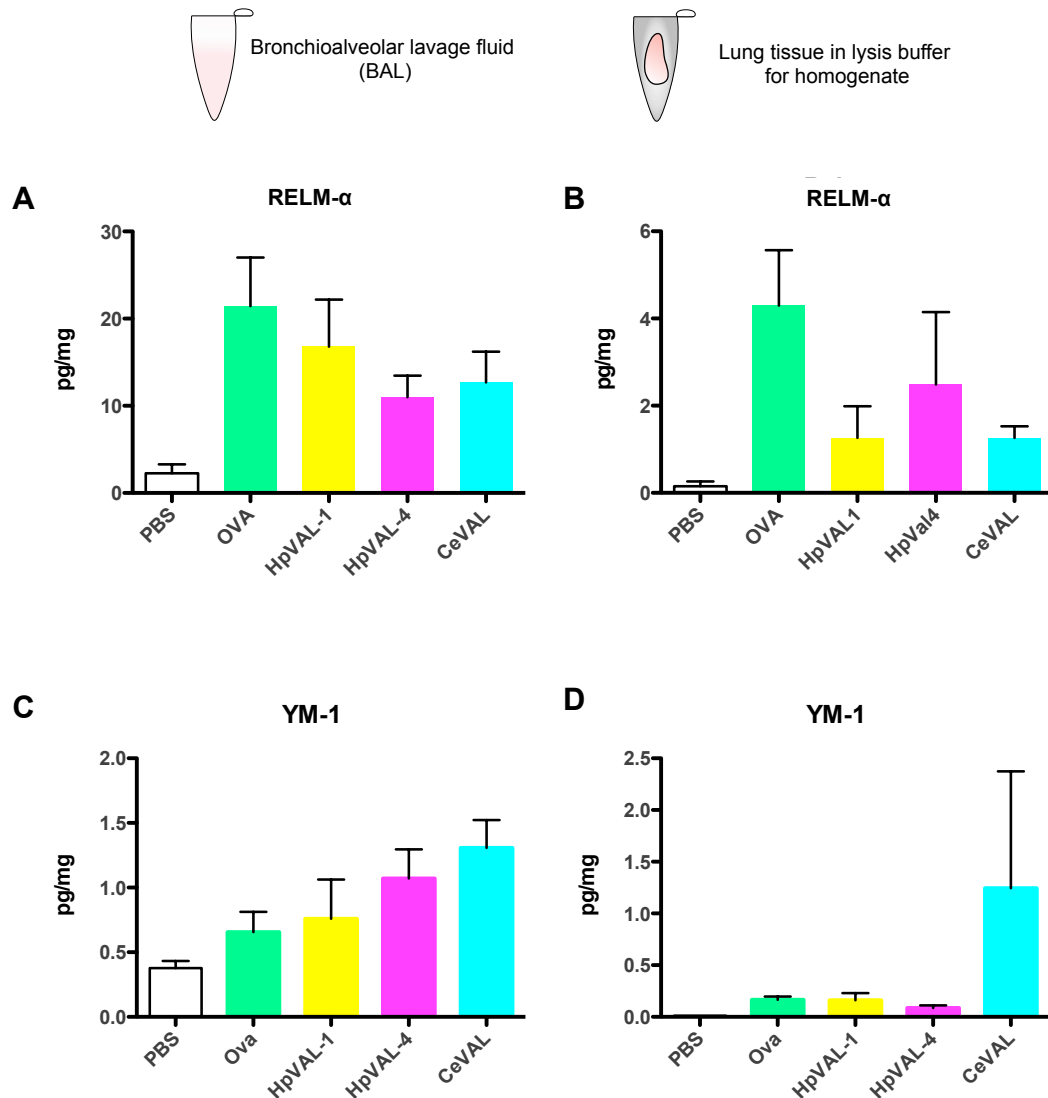 Bronchioalveolar lavage fluid
(BAL)
Lung tissue in lysis buffer
for homogenate
A
RELM-α
pg/mg
30
20
10
0
PBS
OVA
HpVAL-1
HpVAL-4
CeVAL
B
RELM-α
pg/mg
6
4
2
0
PBS
OVA
HpVAL1
HpVal4
CeVAL
C
YM-1
pg/mg
2.0
1.5
1.0
0.5
0.0
PBS
Ova
HpVAL-1
HpVAL-4
CeVAL
D
YM-1
pg/mg
2.5
2.0
1.5
1.0
0.5
0.0
PBS
Ova
HpVAL-1
HpVAL-4
CeVAL